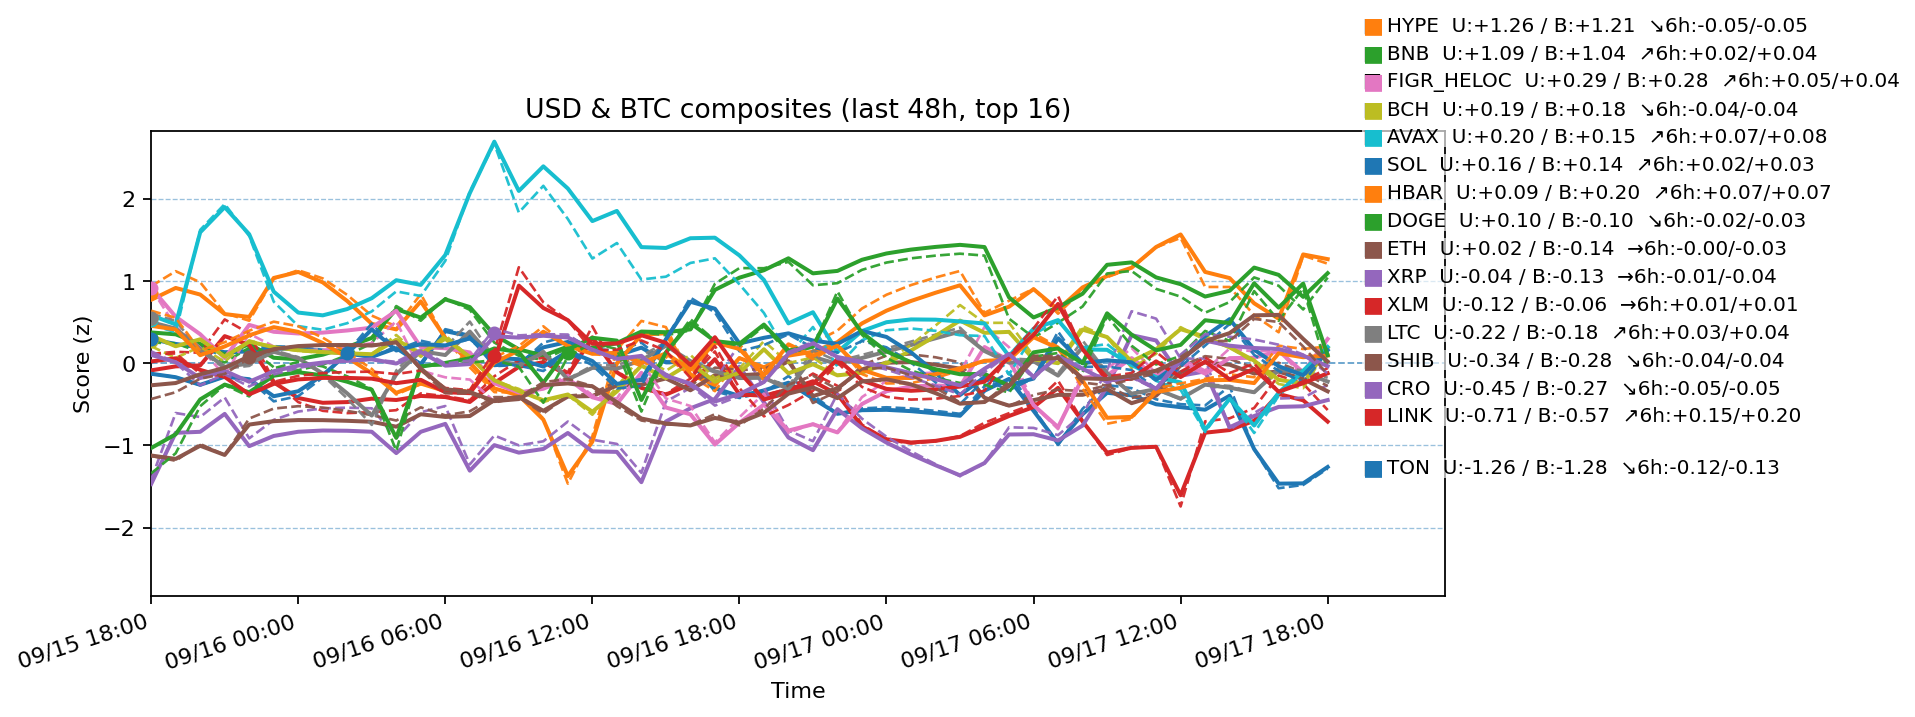 HYPE  U:+1.26 / B:+1.21  ↘6h:-0.05/-0.05
BNB  U:+1.09 / B:+1.04  ↗6h:+0.02/+0.04
FIGR_HELOC  U:+0.29 / B:+0.28  ↗6h:+0.05/+0.04
USD & BTC composites (last 48h, top 16)
BCH  U:+0.19 / B:+0.18  ↘6h:-0.04/-0.04
AVAX  U:+0.20 / B:+0.15  ↗6h:+0.07/+0.08
SOL  U:+0.16 / B:+0.14  ↗6h:+0.02/+0.03
HBAR  U:+0.09 / B:+0.20  ↗6h:+0.07/+0.07
DOGE  U:+0.10 / B:-0.10  ↘6h:-0.02/-0.03
ETH  U:+0.02 / B:-0.14  →6h:-0.00/-0.03
XRP  U:-0.04 / B:-0.13  →6h:-0.01/-0.04
XLM  U:-0.12 / B:-0.06  →6h:+0.01/+0.01
LTC  U:-0.22 / B:-0.18  ↗6h:+0.03/+0.04
SHIB  U:-0.34 / B:-0.28  ↘6h:-0.04/-0.04
CRO  U:-0.45 / B:-0.27  ↘6h:-0.05/-0.05
LINK  U:-0.71 / B:-0.57  ↗6h:+0.15/+0.20
TON  U:-1.26 / B:-1.28  ↘6h:-0.12/-0.13
Score (z)
2
1
0
−1
−2
09/15 18:00
09/16 00:00
09/16 06:00
09/16 12:00
09/16 18:00
09/17 00:00
09/17 06:00
09/17 12:00
09/17 18:00
Time